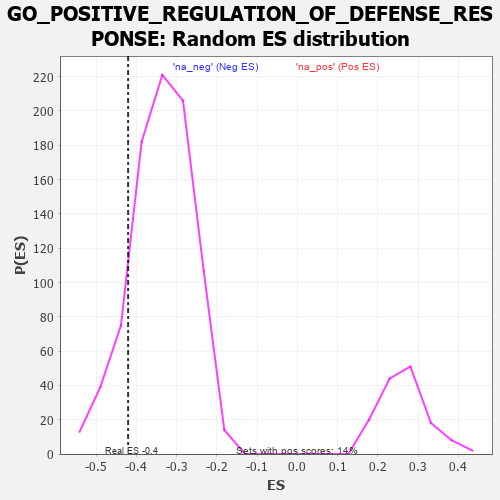 GO_POSITIVE_REGULATION_OF_DEFENSE_RES
PONSE: Random ES distribution
'na_neg' (Neg ES) 'na_pos' (Pos ES)
220
200
180
160
140
120
100
80
60
40
20
0
P(ES)
Real ES -0.4 Sets with pos scores: 14%
-0.5 -0.4 -0.3 -0.2 -0.1 0.0 0.1 0.2 0.3 0.4
ES